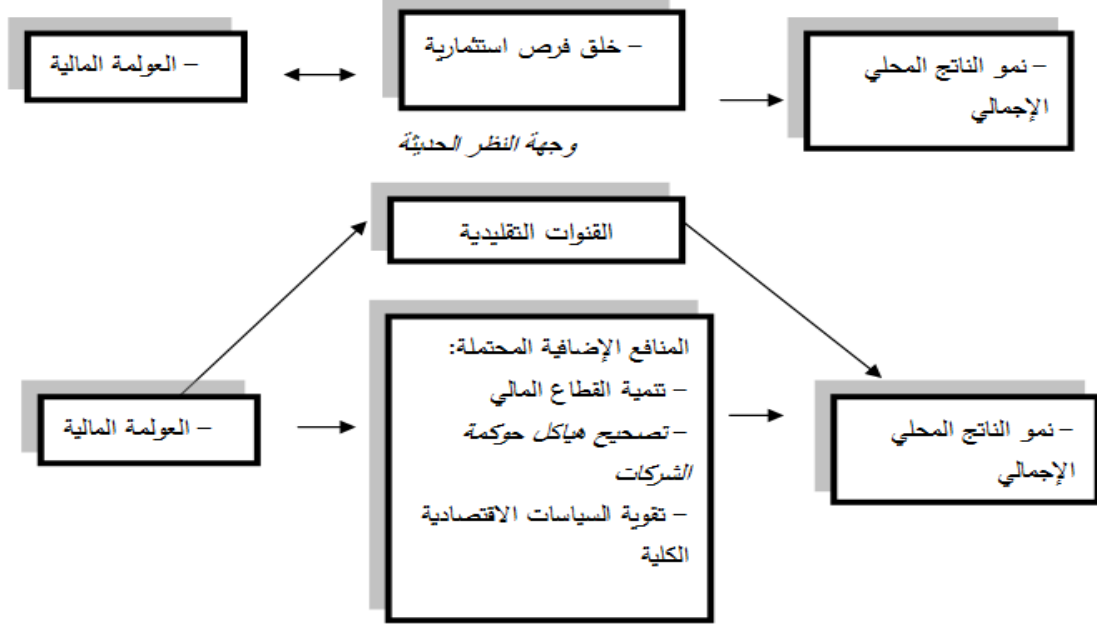 - العولمة المالية
- خلق فرص استثمارية
- نمو الناتج المحلي
الإجمالي
وجهة النظر الحديثة
القنوات التقليدية
- العولمة المالية
المنافع الإضافية المحتملة:
- تنمية القطاع المالي
- تصحيح هياكل حوكمة
الشركات
- تقوية السياسات الاقتصادية
الكلية
- نمو الناتج المحلي
الإجمالي